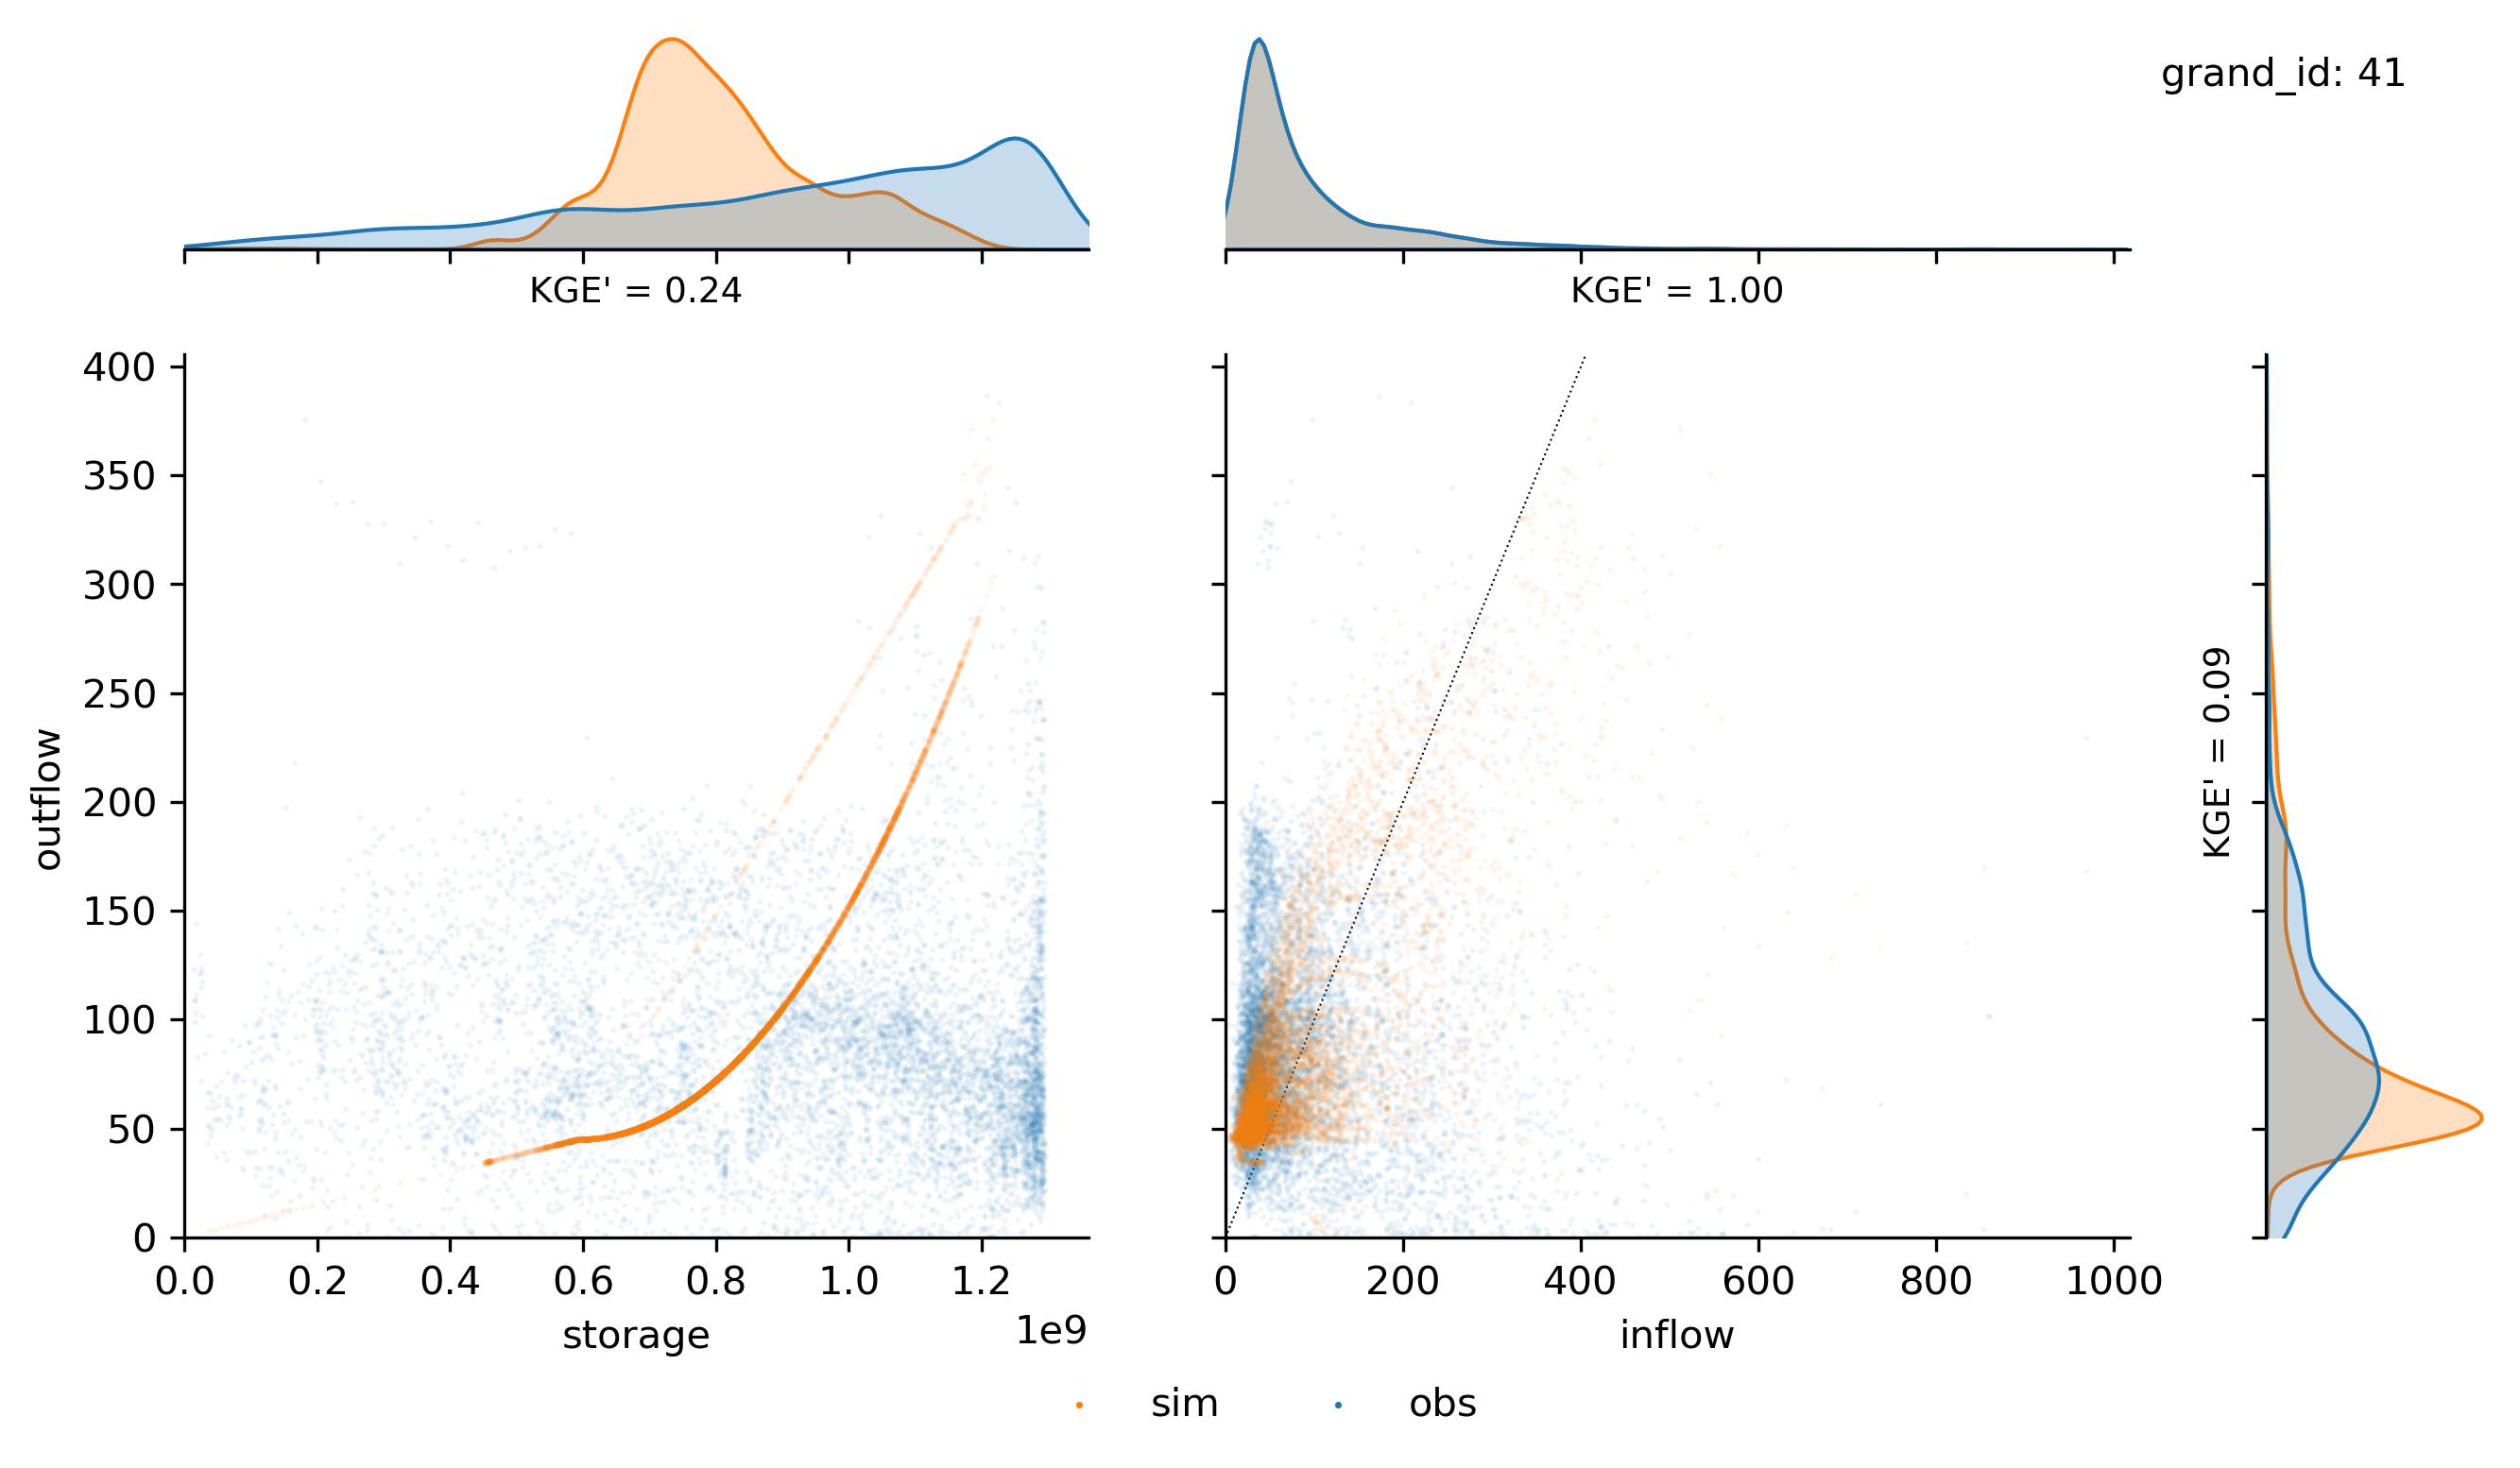 grand_id: 41
KGE' = 0.24
KGE' = 1.00
400
350
300
250
200
150
100
50
0
outflow
KGE' = 0.09
0.0 0.2 0.4 0.6 0.8 1.0 1.2
1e9
storage
0 200 400 600 800 1000
inflow
sim obs